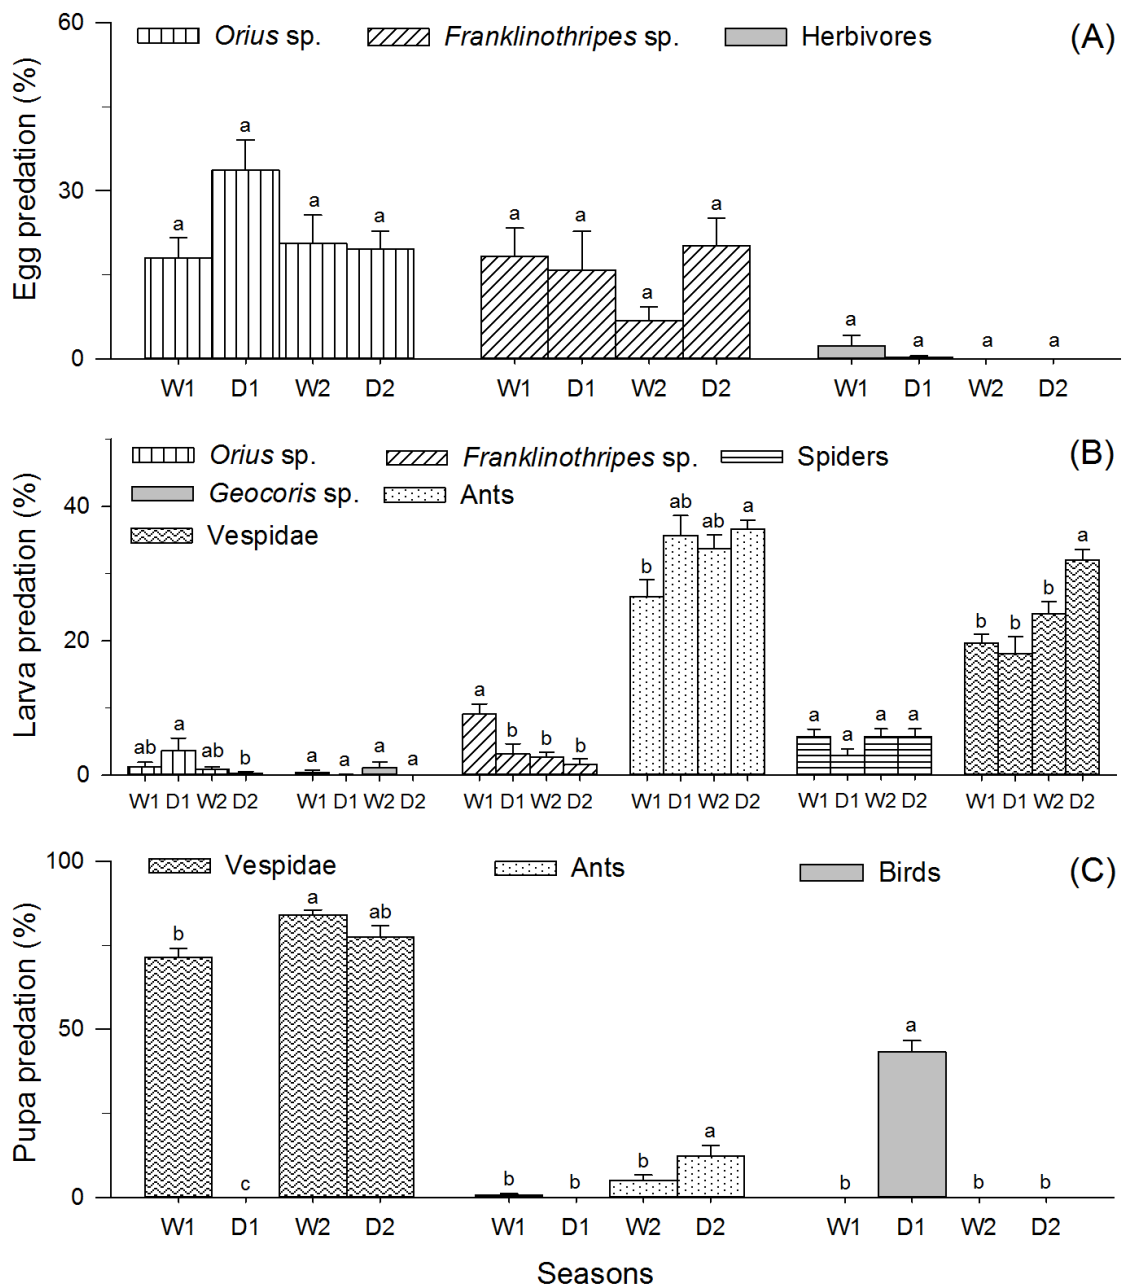 60
Orius sp. Franklinothripes sp. Herbivores (A)
a
a a a a a
30
a a a a a a
Egg predation (%)
0
W1 D1 W2 D2 W1 D1 W2 D2 W1 D1 W2 D2
Orius sp. Franklinothripes sp. Spiders (B)
Geocoris sp. Ants
Vespidae
40
ab ab a a
b b b b
20
Larva predation (%)
a a a a a
ab a ab b a a a a b b b
0
W1 D1 W2 D2 W1 D1 W2 D2 W1 D1 W2 D2 W1 D1 W2 D2 W1 D1 W2 D2 W1 D1 W2 D2
100
Vespidae Ants Birds (C)
b a ab
50
a
Pupa predation (%)
c b b b a b b b
0
W1 D1 W2 D2 W1 D1 W2 D2 W1 D1 W2 D2
Seasons